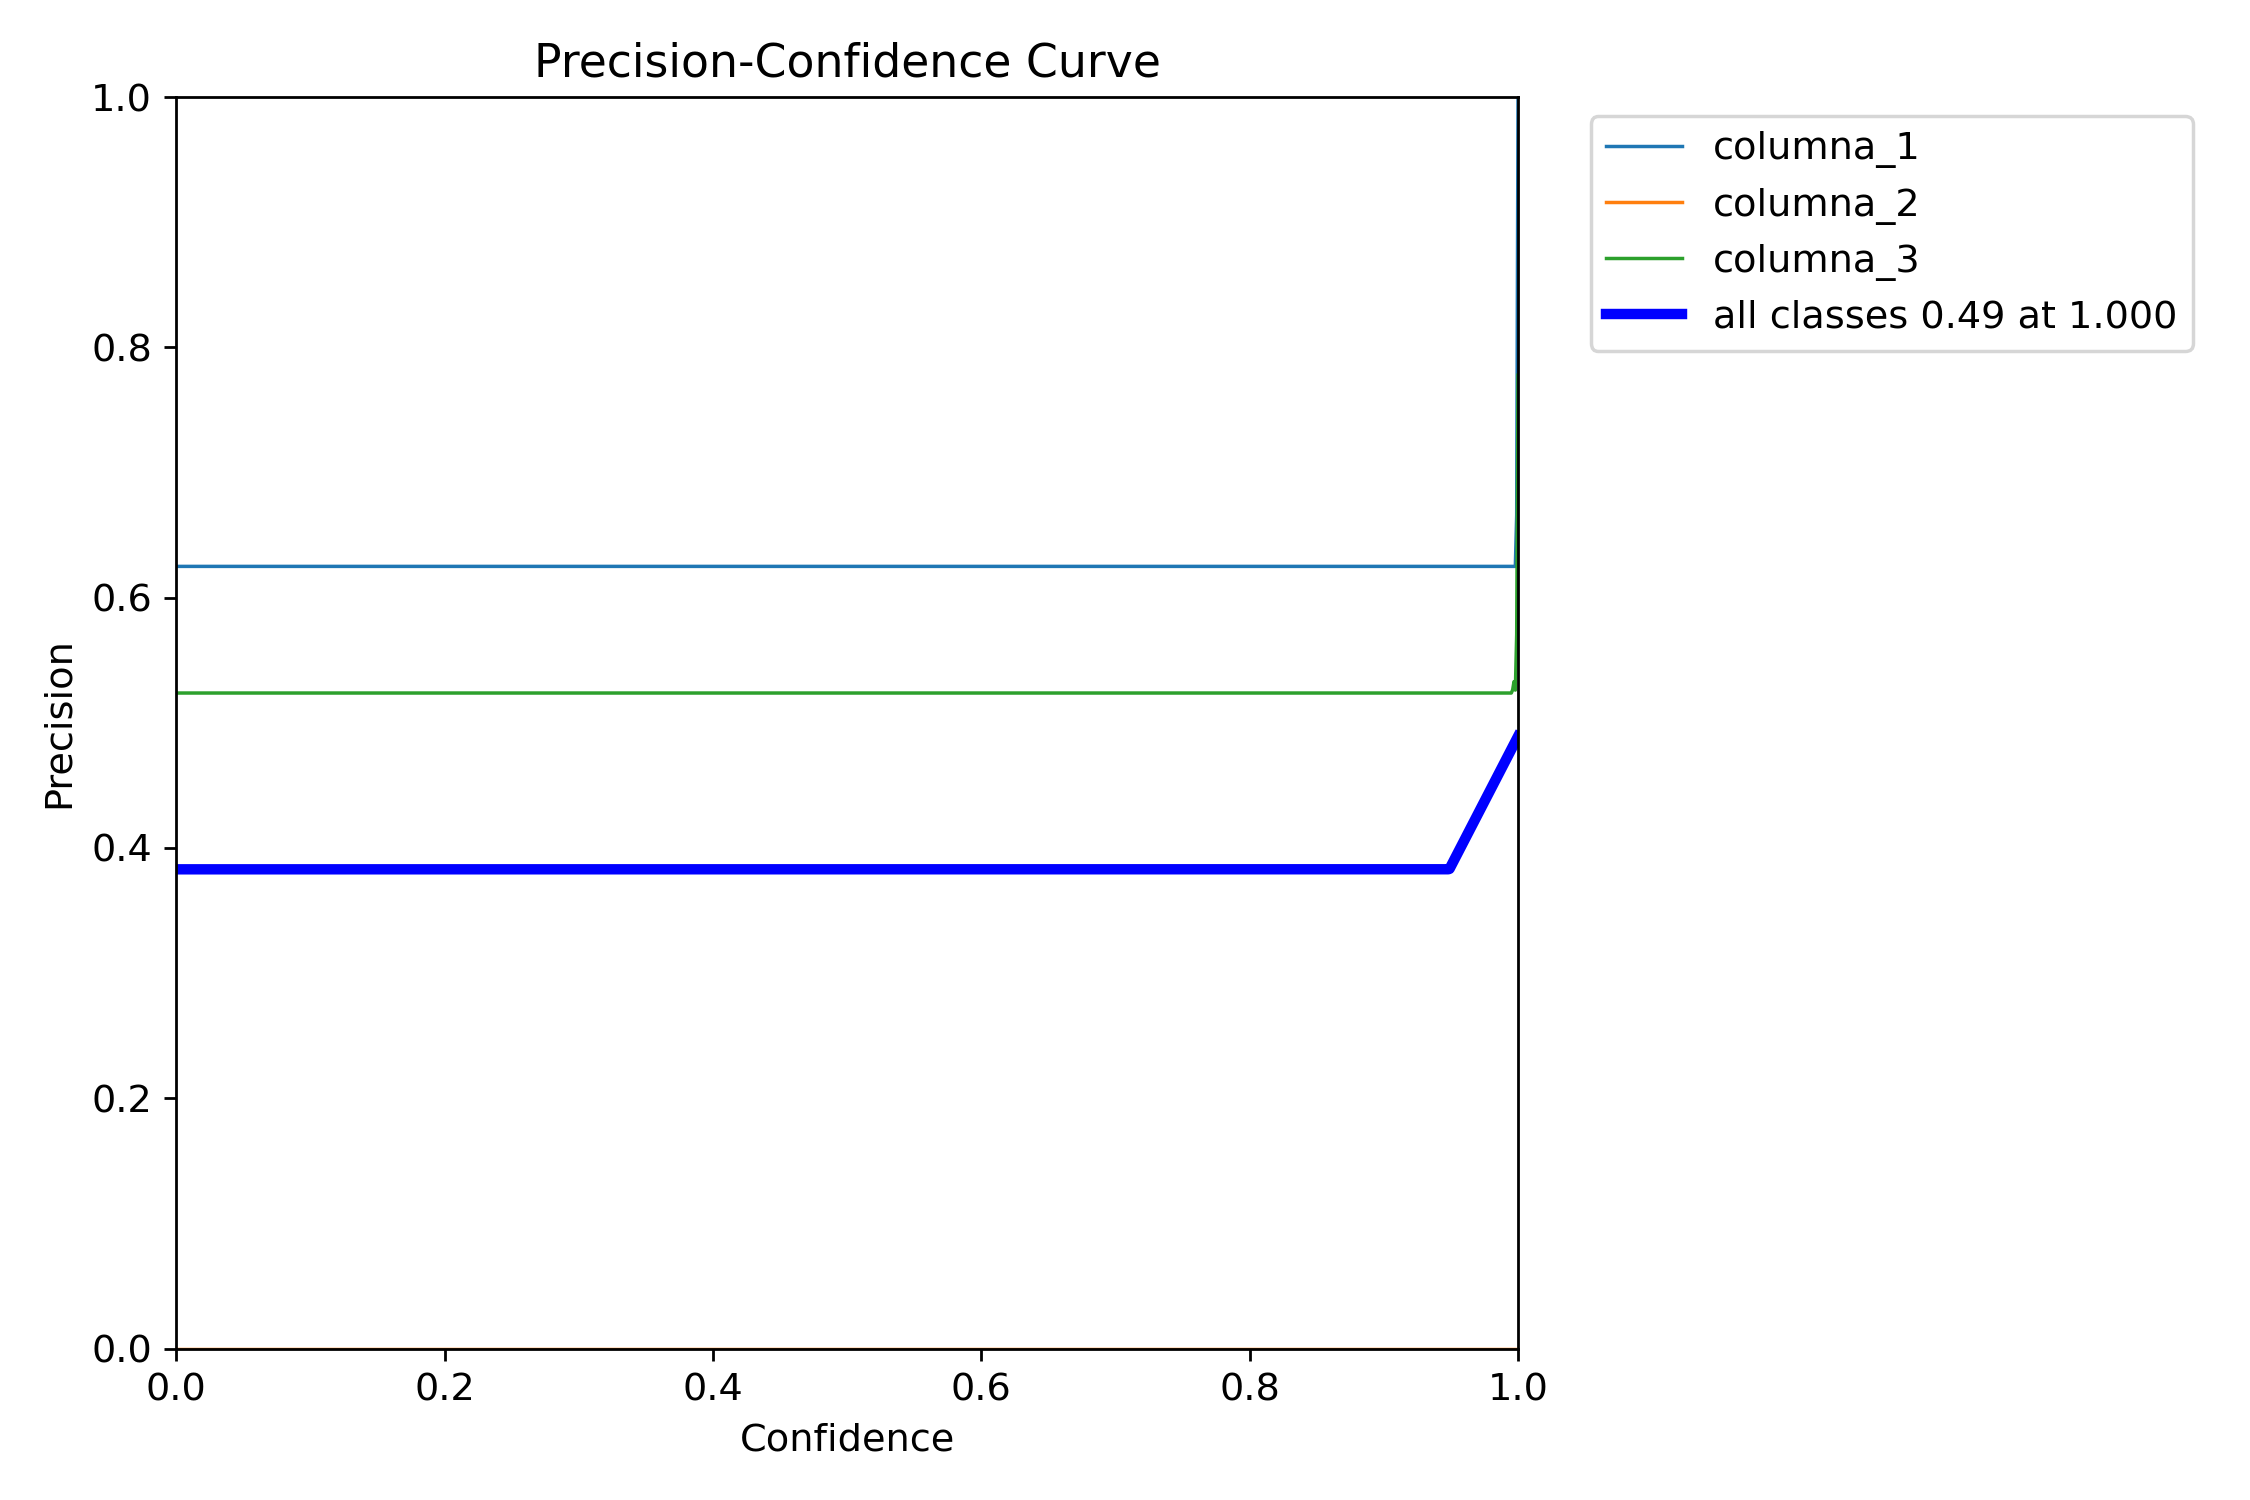 Precision-Confidence Curve
1.0
0.8
0.6
0.4
0.2
0.0
Precision
0.0 0.2 0.4 0.6 0.8 1.0
Confidence
columna_1
columna_2
columna_3
all classes 0.49 at 1.000